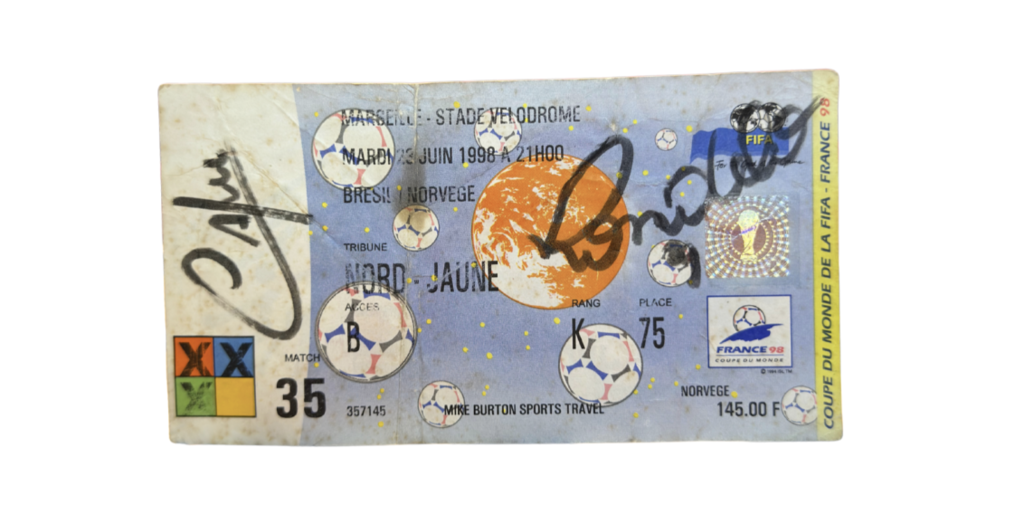 MARSEILLE - STADE VELODROME
MARDI 23 JUIN 1998 A 21H00
BRESIL / NORVEGE
TRIBUNE
NORD - JAUNE
ACCES
B
RANG
K
PLACE
75
MATCH
35
357145
MIKE BURTON SPORTS TRAVEL
NORVEGE
145.00 F
FIFA
FRANCE 98
COUPE DU MONDE
COUPE DU MONDE DE LA FIFA - FRANCE 98
X X
X